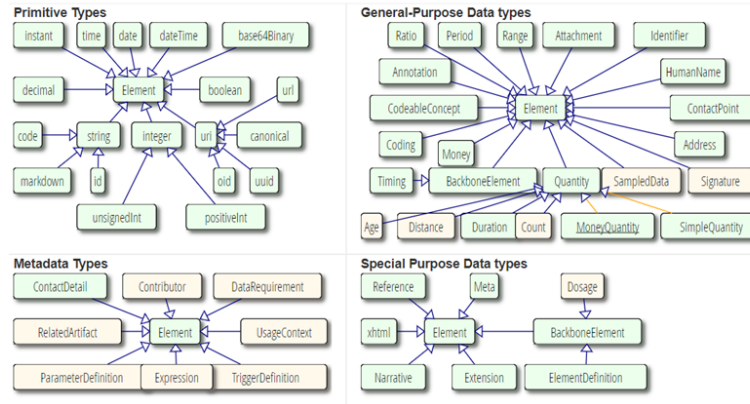 Primitive Types
instant
time
date
dateTime
base64Binary
decimal
Element
boolean
url
code
string
integer
uri
canonical
markdown
id
oid
uuid
unsignedInt
positiveInt
General-Purpose Data types
Ratio
Period
Range
Attachment
Identifier
Annotation
HumanName
CodeableConcept
Element
ContactPoint
Coding
Money
Address
Timing
BackboneElement
Quantity
SampledData
Signature
Age
Distance
Duration
Count
MoneyQuantity
SimpleQuantity
Metadata Types
ContactDetail
Contributor
DataRequirement
RelatedArtifact
Element
UsageContext
ParameterDefinition
Expression
TriggerDefinition
Special Purpose Data types
Reference
Meta
Dosage
xhtml
Element
BackboneElement
Narrative
Extension
ElementDefinition